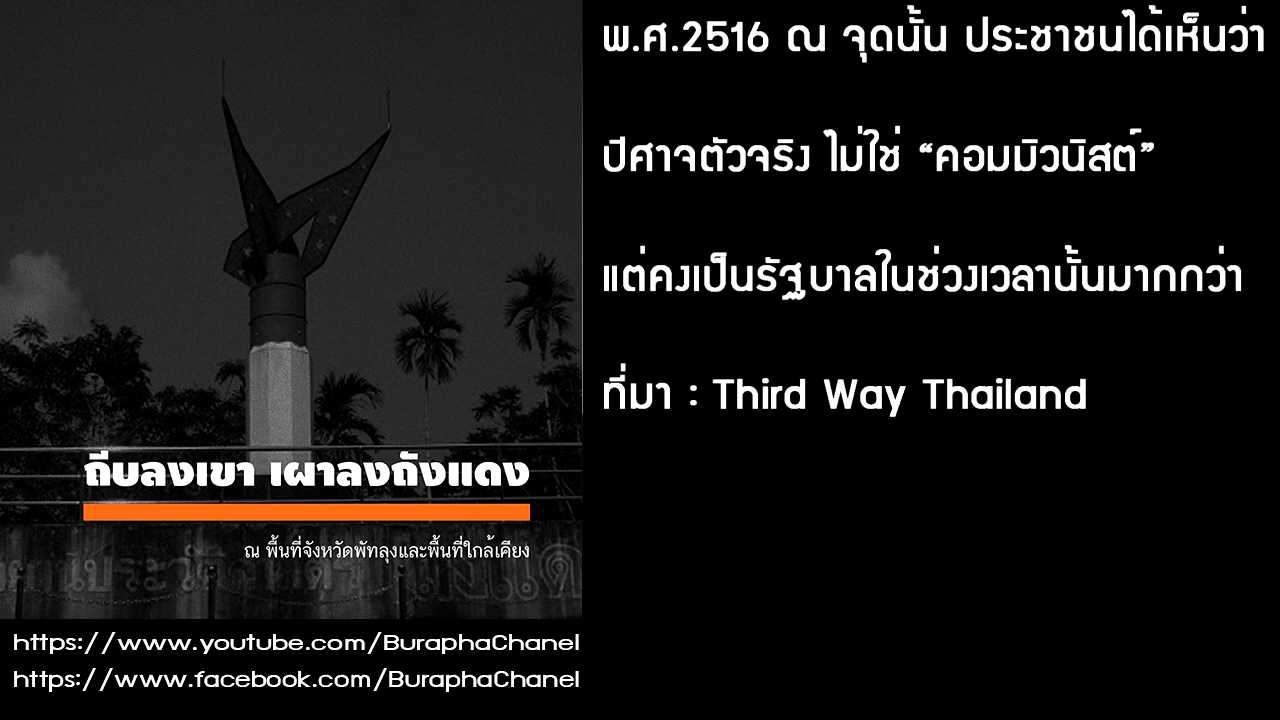 พ.ศ.2516 ณ จุดนั้น ประชาชนได้เห็นว่า
ปีศาจตัวจริง ไม่ใช่ “คอมมิวนิสต์”
แต่คงเป็นรัฐบาลในช่วงเวลานั้นมากกว่า
ที่มา : Third Way Thailand
ถีบลงเขา เผาลงถังแดง
ณ พื้นที่จังหวัดพัทลุงและพื้นที่ใกล้เคียง
https://www.youtube.com/BuraphaChanel
https://www.facebook.com/BuraphaChanel